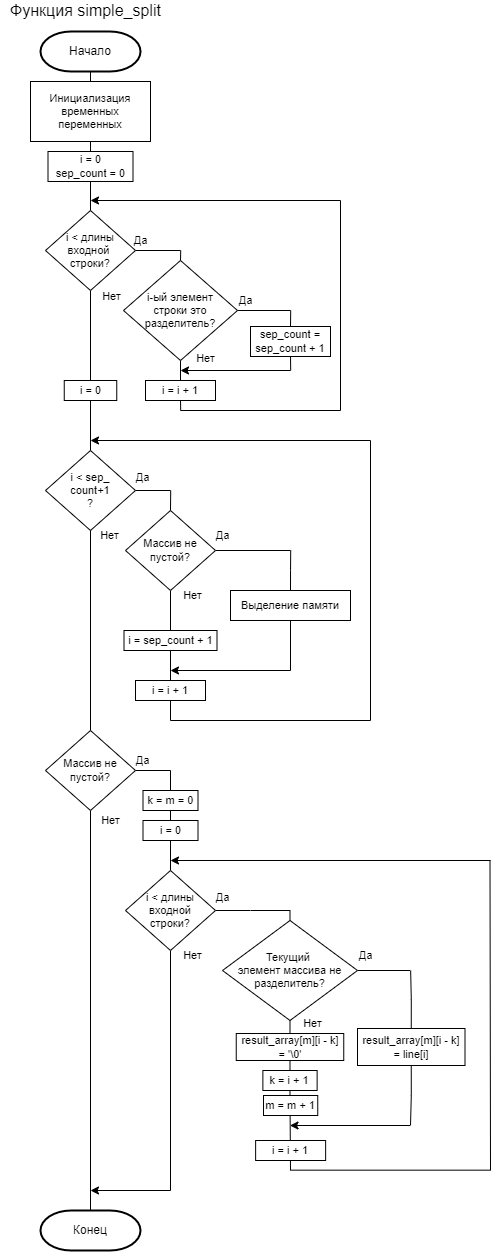 Функция simple_split
Начало
Инициализация
временных
переменных
i = 0
sep_count = 0
i < длины
входной
строки?
Да
Нет
i-ый элемент
строки это
разделитель?
Да
sep_count =
sep_count + 1
Нет
i = 0
i = i + 1
i < sep_
count+1
?
Да
Нет
Массив не
пустой?
Да
Нет
Выделение памяти
i = sep_count + 1
i = i + 1
Массив не
пустой?
Да
Нет
k = m = 0
i = 0
i < длины
входной
строки?
Да
Нет
Текущий
элемент массива не
разделитель?
Да
Нет
result_array[m][i - k]
= '\0'
result_array[m][i - k]
= line[i]
k = i + 1
m = m + 1
i = i + 1
Конец